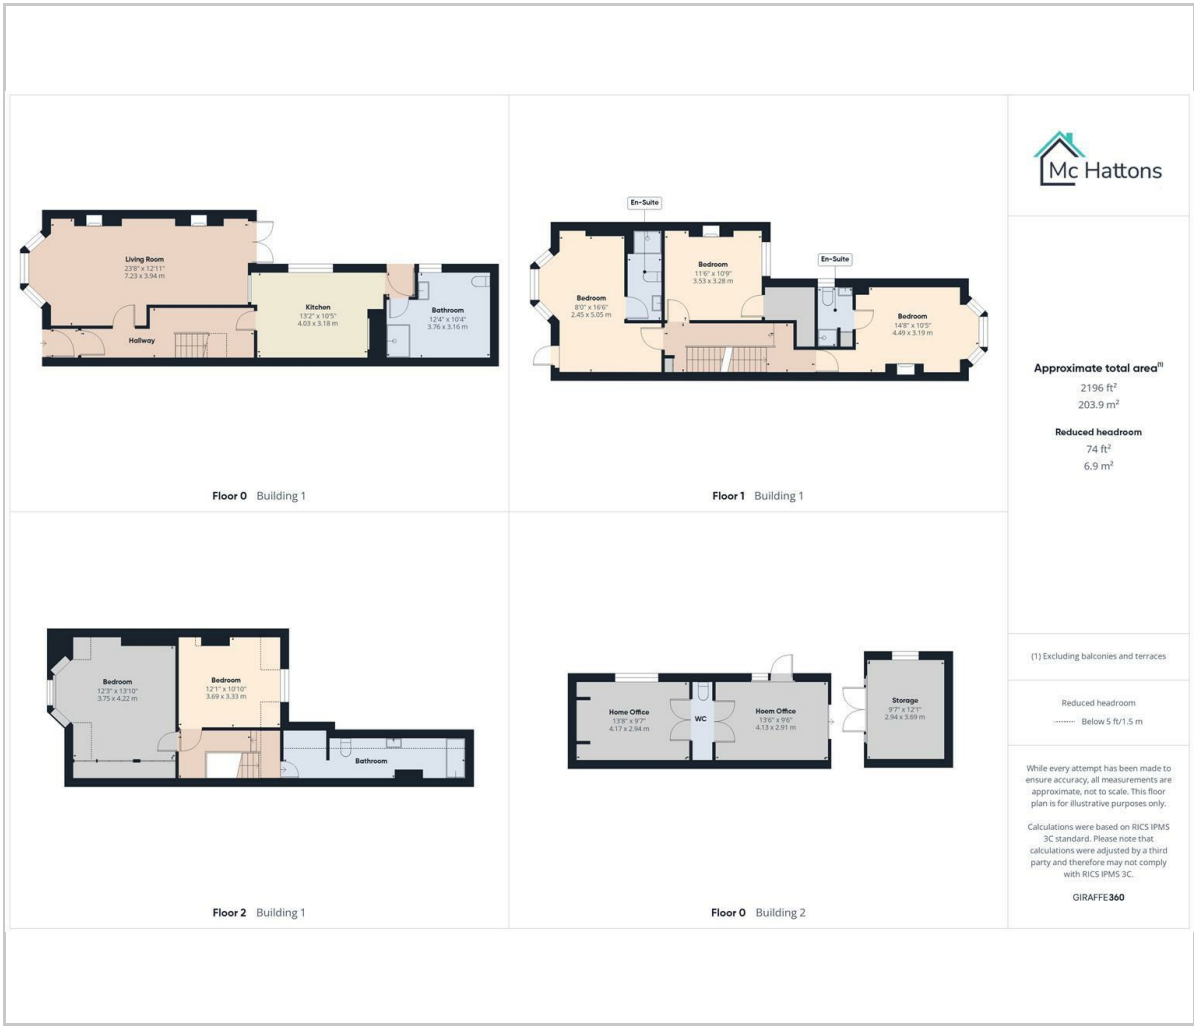 Living Room
23'8" x 12'11"
7.23 x 3.94 m
Kitchen
13'2" x 10'5"
4.03 x 3.18 m
Bathroom
12'4" x 10'4"
3.76 x 3.16 m
Hallway
Floor 0 Building 1
En-Suite
Bedroom
11'6" x 10'9"
3.53 x 3.28 m
En-Suite
Bedroom
8'0" x 16'6"
2.45 x 5.05 m
Bedroom
14'8" x 10'5"
4.49 x 3.19 m
Floor 1 Building 1
Bedroom
12'3" x 13'10"
3.75 x 4.22 m
Bedroom
12'1" x 10'10"
3.69 x 3.33 m
Bathroom
Floor 2 Building 1
Home Office
13'8" x 9'7"
4.17 x 2.94 m
WC
Hoem Office
13'6" x 9'6"
4.13 x 2.91 m
Storage
9'7" x 12'1"
2.94 x 3.69 m
Floor 0 Building 2
Mc Hattons
Approximate total area(1)
2196 ft²
203.9 m²
Reduced headroom
74 ft²
6.9 m²
(1) Excluding balconies and terraces
Reduced headroom
Below 5 ft/1.5 m
While every attempt has been made to
ensure accuracy, all measurements are
approximate, not to scale. This floor
plan is for illustrative purposes only.
Calculations were based on RICS IPMS
3C standard. Please note that
calculations were adjusted by a third
party and therefore may not comply
with RICS IPMS 3C.
GIRAFFE360